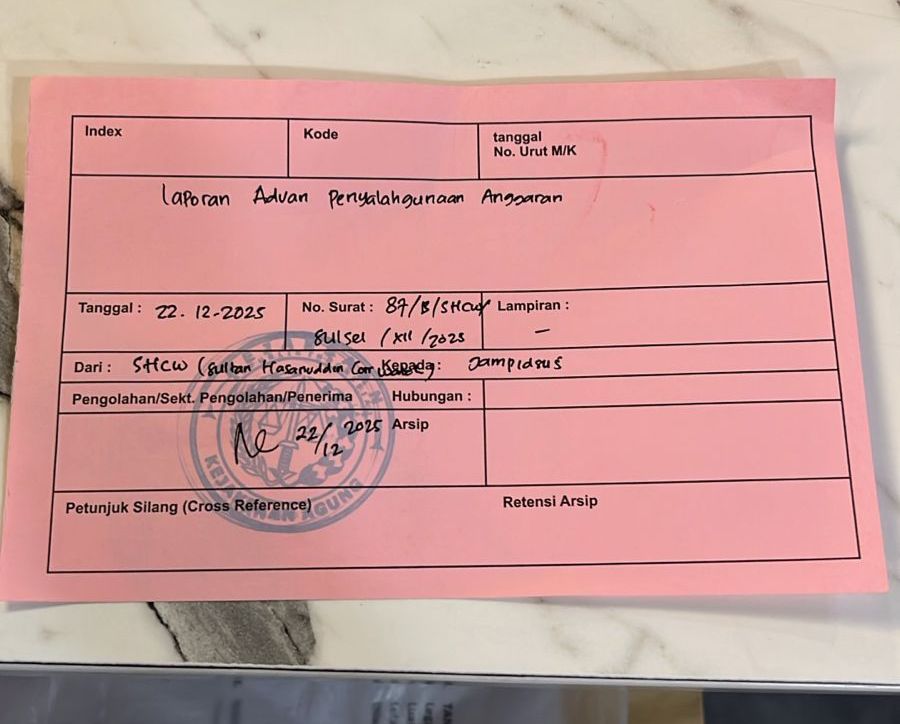 Index
Kode
tanggal
No. Urut M/K
Laporan Aduan Penyalahgunaan Anggaran
Tanggal : 22. 12-2025
No. Surat : 87/B/SHCW
Sulsel /XII/2025
Lampiran : -
Dari : SHCW (Sultan Hasanuddin
Kepada : Jampidsus
Pengolahan/Sekt. Pengolahan/Penerima
Hubungan :
22/12 2025
Arsip
KEJAKSAAN AGUNG
Petunjuk Silang (Cross Reference)
Retensi Arsip